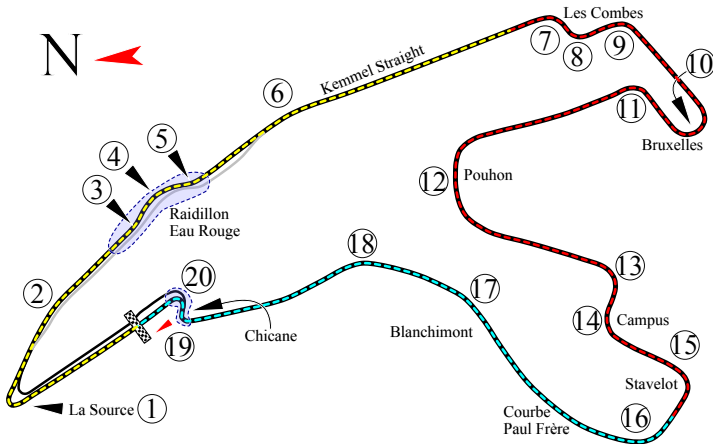 Les Combes
7
8
9
10
N
Kemmel Straight
6
11
Bruxelles
5
4
3
Raidillon
Eau Rouge
12
Pouhon
2
20
18
13
17
19
Chicane
Blanchimont
14
Campus
15
Stavelot
La Source
1
Courbe
Paul Frère
16